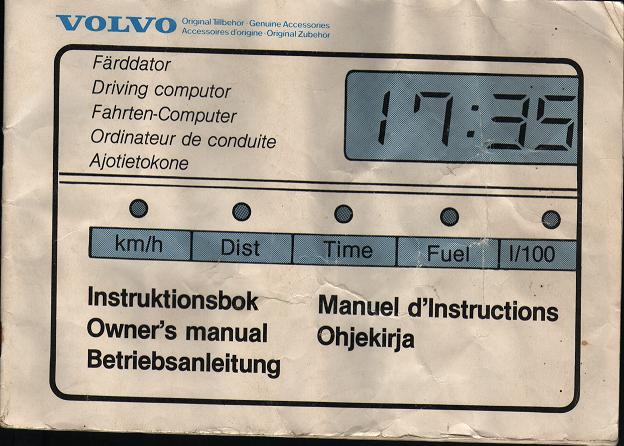 VOLVO Original Tillbehör · Genuine Accessories
Accessoires d'origine · Original Zubehör
Färddator
Driving computor
Fahrten-Computer
Ordinateur de conduite
Ajotietokone
17:35
km/h Dist Time Fuel l/100
Instruktionsbok
Owner's manual
Betriebsanleitung
Manuel d'Instructions
Ohjekirja